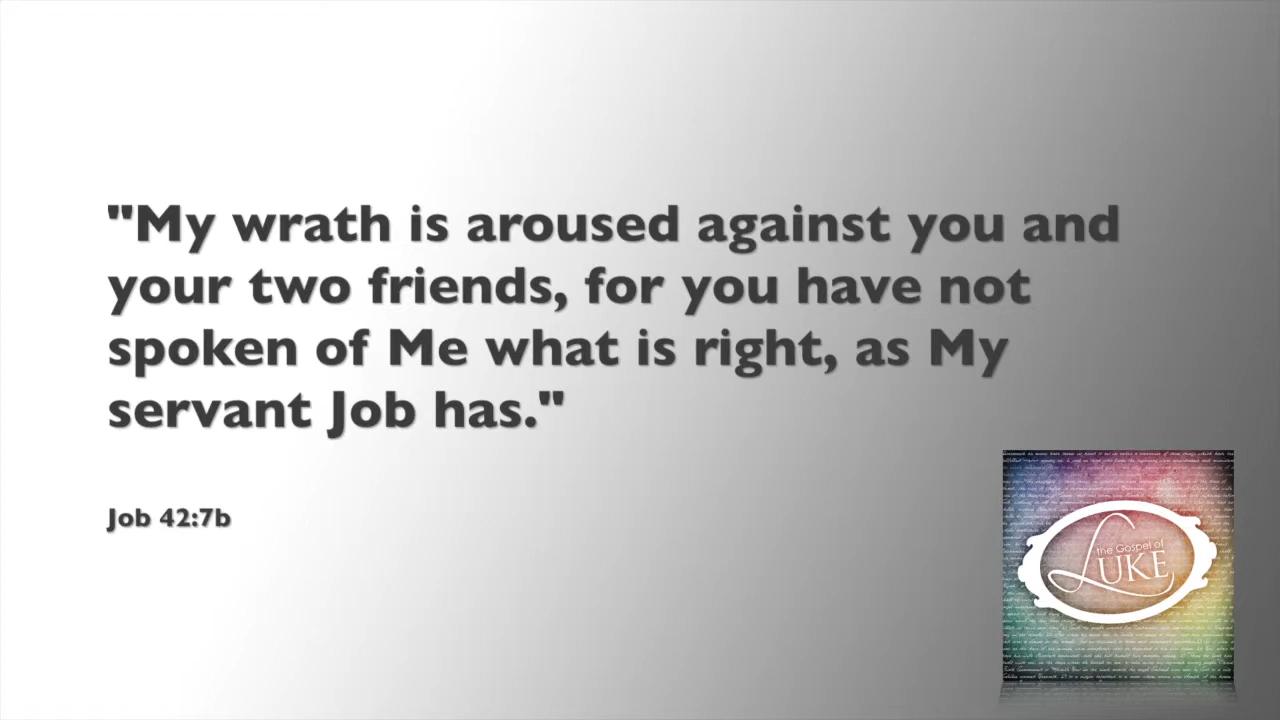 "My wrath is aroused against you and
your two friends, for you have not
spoken of Me what is right, as My
servant Job has."
Job 42:7b
the Gospel of
LUKE